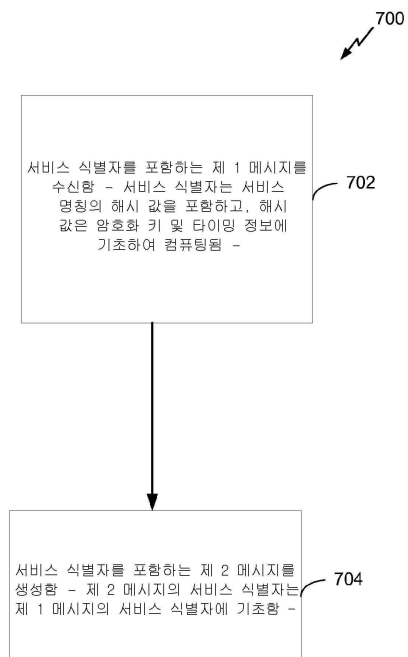 700
서비스 식별자를 포함하는 제 1 메시지를
수신함 - 서비스 식별자는 서비스
명칭의 해시 값을 포함하고, 해시
값은 암호화 키 및 타이밍 정보에
기초하여 컴퓨팅됨 -
702
서비스 식별자를 포함하는 제 2 메시지를
생성함 - 제 2 메시지의 서비스 식별자는
제 1 메시지의 서비스 식별자에 기초함 -
704